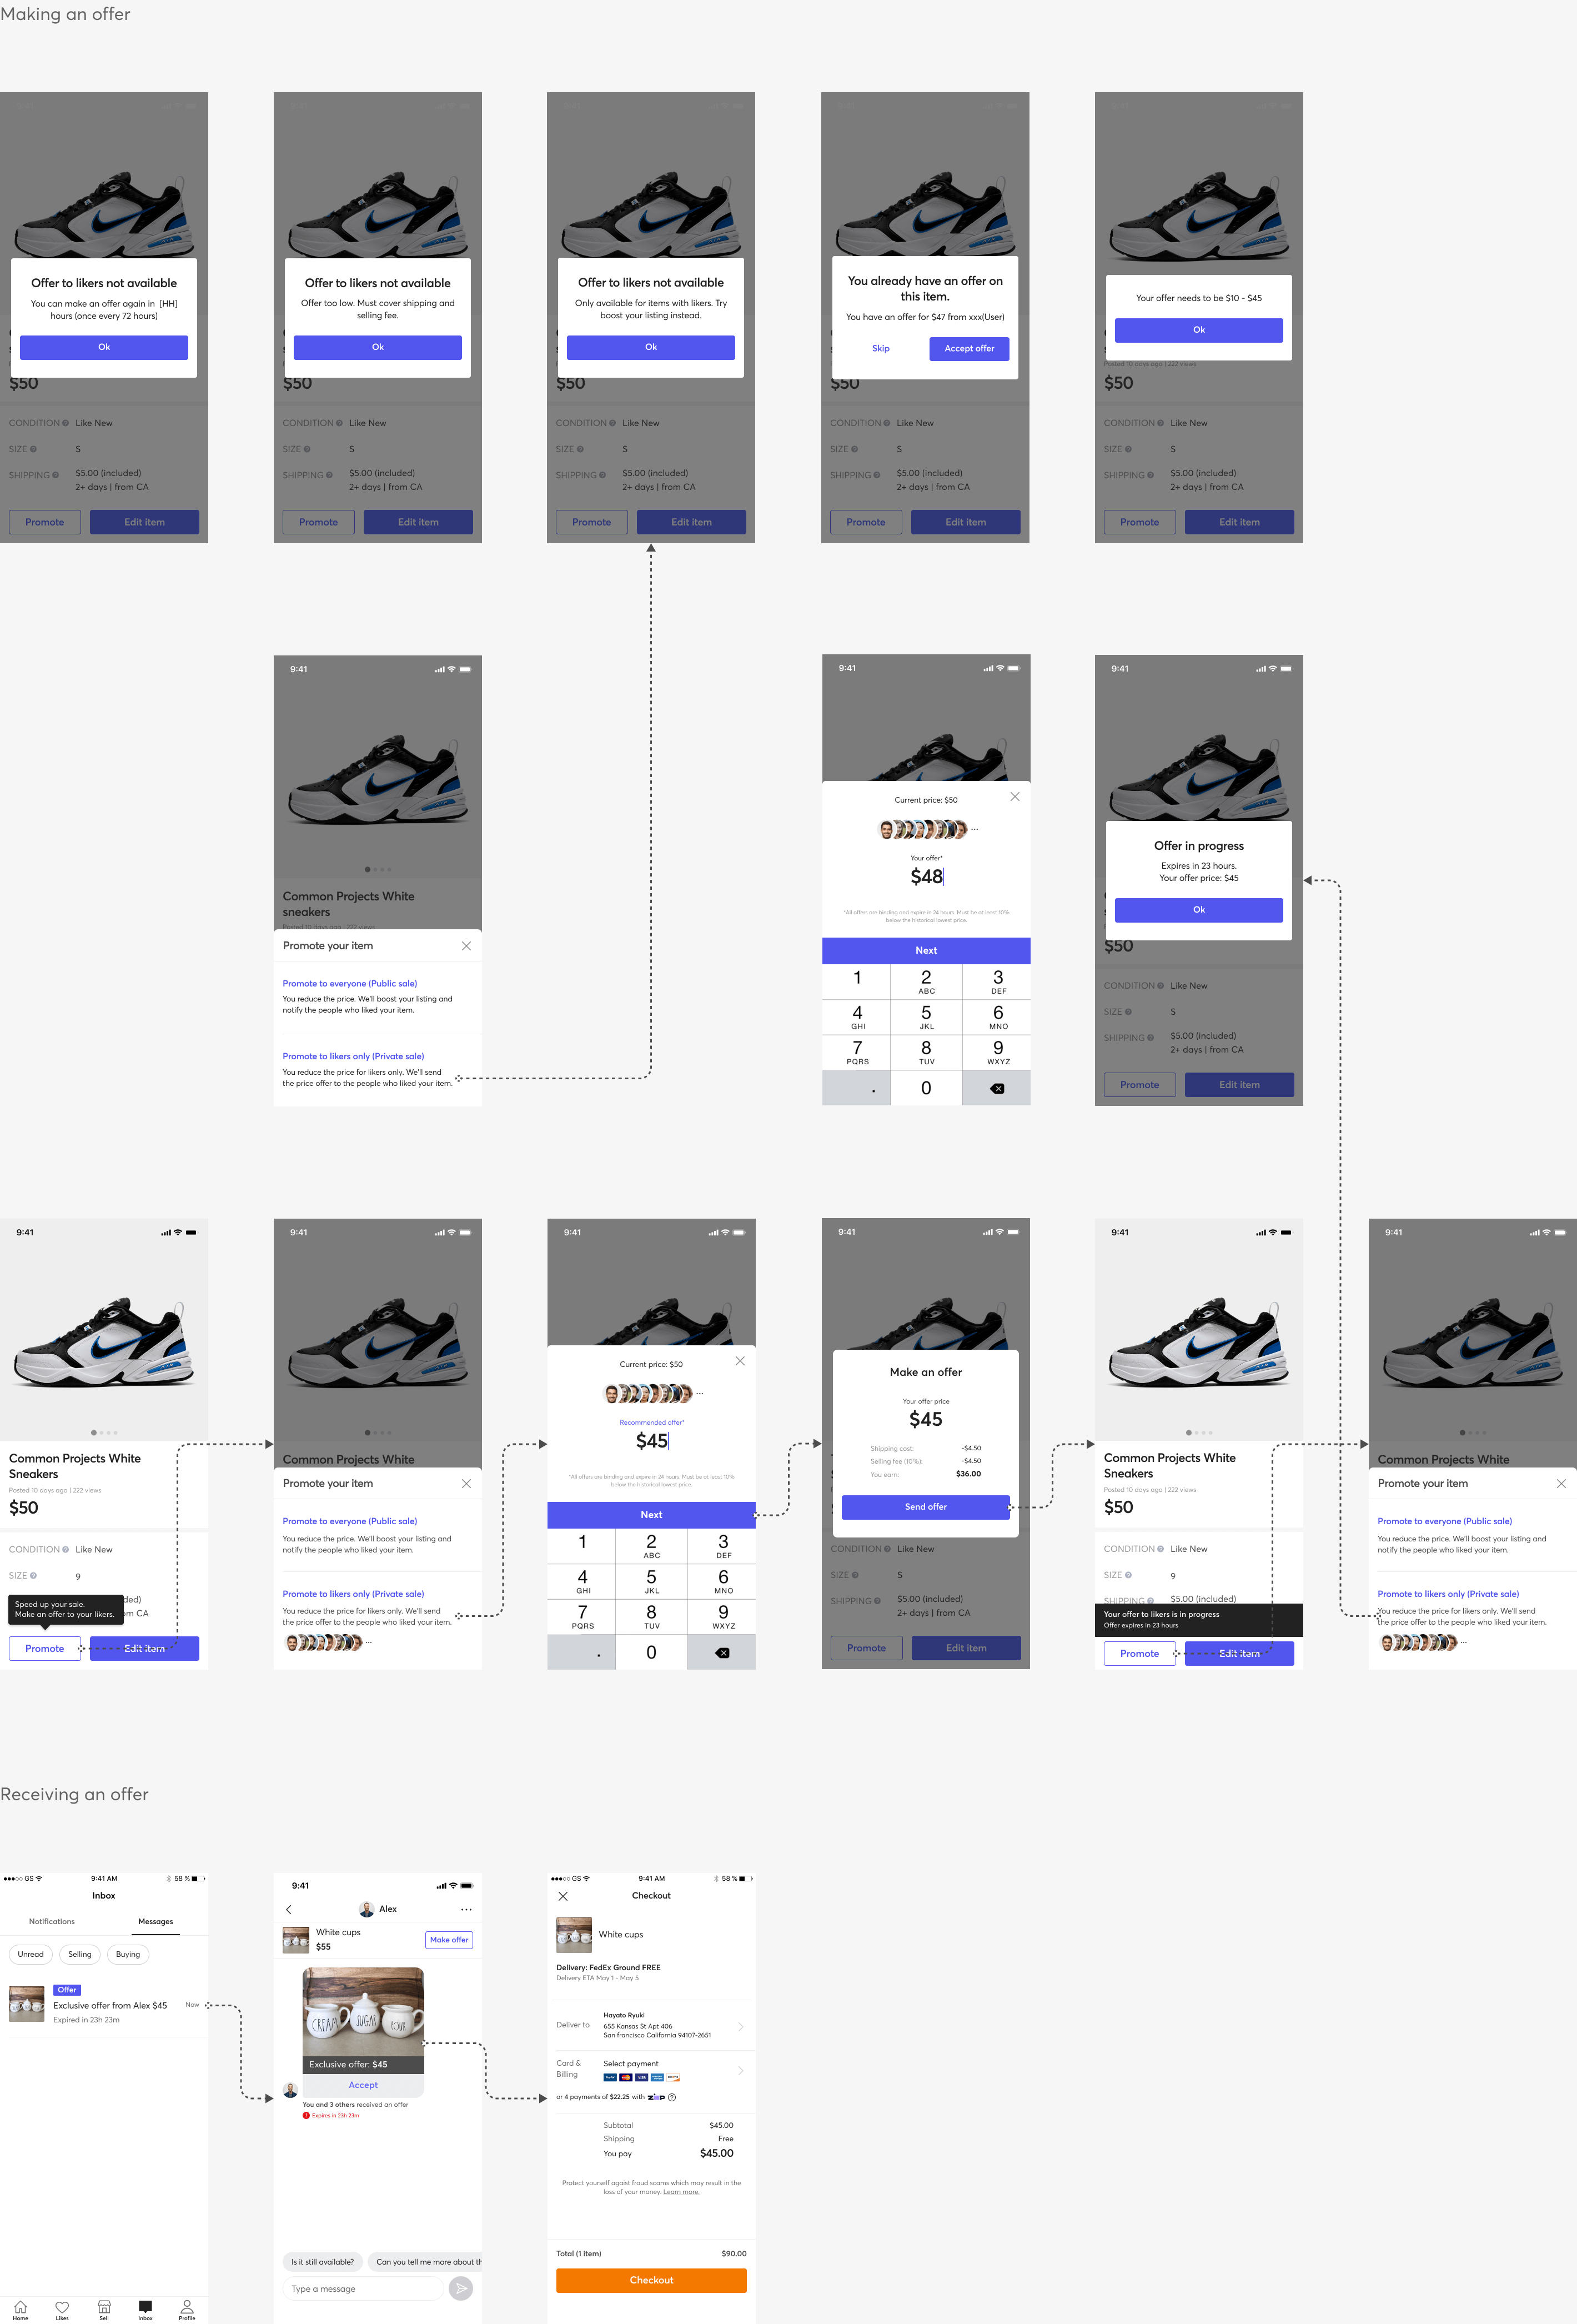 Making an offer
Offer to likers not available
You can make an offer again in [HH]
hours (once every 72 hours)
Ok
$50
CONDITION Like New
SIZE S
SHIPPING $5.00 (included)
2+ days | from CA
Promote
Edit item
Offer to likers not available
Offer too low. Must cover shipping and
selling fee.
Ok
$50
CONDITION Like New
SIZE S
SHIPPING $5.00 (included)
2+ days | from CA
Promote
Edit item
Offer to likers not available
Only available for items with likers. Try
boost your listing instead.
Ok
$50
CONDITION Like New
SIZE S
SHIPPING $5.00 (included)
2+ days | from CA
Promote
Edit item
You already have an offer on
this item.
You have an offer for $47 from xxx(User)
Skip
Accept offer
$50
CONDITION Like New
SIZE S
SHIPPING $5.00 (included)
2+ days | from CA
Promote
Edit item
Your offer needs to be $10 - $45
Ok
Posted 10 days ago | 222 views
$50
CONDITION Like New
SIZE S
SHIPPING $5.00 (included)
2+ days | from CA
Promote
Edit item
9:41
Common Projects White
sneakers
Posted 10 days ago | 222 views
Promote your item
Promote to everyone (Public sale)
You reduce the price. We'll boost your listing and
notify the people who liked your item.
Promote to likers only (Private sale)
You reduce the price for likers only. We'll send
the price offer to the people who liked your item.
9:41
Current price: $50
...
Your offer*
$48
*All offers are binding and expire in 24 hours. Must be at least 10%
below the historical lowest price.
Next
1
2
ABC
3
DEF
4
GHI
5
JKL
6
MNO
7
PQRS
8
TUV
9
WXYZ
.
0
9:41
Offer in progress
Expires in 23 hours.
Your offer price: $45
Ok
$50
CONDITION Like New
SIZE S
SHIPPING $5.00 (included)
2+ days | from CA
Promote
Edit item
9:41
Common Projects White
Sneakers
Posted 10 days ago | 222 views
$50
CONDITION Like New
SIZE 9
Speed up your sale.
Make an offer to your likers.
Promote
Edit item
9:41
Common Projects White
Promote your item
Promote to everyone (Public sale)
You reduce the price. We'll boost your listing and
notify the people who liked your item.
Promote to likers only (Private sale)
You reduce the price for likers only. We'll send
the price offer to the people who liked your item.
...
9:41
Current price: $50
...
Recommended offer*
$45
*All offers are binding and expire in 24 hours. Must be at least 10%
below the historical lowest price.
Next
1
2
ABC
3
DEF
4
GHI
5
JKL
6
MNO
7
PQRS
8
TUV
9
WXYZ
.
0
9:41
Make an offer
Your offer price
$45
Shipping cost: -$4.50
Selling fee (10%): -$4.50
You earn: $36.00
Send offer
CONDITION Like New
SIZE S
SHIPPING $5.00 (included)
2+ days | from CA
Promote
Edit item
9:41
Common Projects White
Sneakers
Posted 10 days ago | 222 views
$50
CONDITION Like New
SIZE 9
SHIPPING $5.00 (included)
Your offer to likers is in progress
Offer expires in 23 hours
Promote
Edit item
9:41
Common Projects White
Promote your item
Promote to everyone (Public sale)
You reduce the price. We'll boost your listing and
notify the people who liked your item.
Promote to likers only (Private sale)
You reduce the price for likers only. We'll send
the price offer to the people who liked your item.
...
Receiving an offer
GS 9:41 AM 58 %
Inbox
Notifications
Messages
Unread
Selling
Buying
Offer
Exclusive offer from Alex $45
Now
Expired in 23h 23m
Home
Likes
Sell
Inbox
Profile
9:41
Alex
...
White cups
$55
Make offer
CREAM
SUGAR
POUR
Exclusive offer: $45
Accept
You and 3 others received an offer
Expires in 23h 23m
Is it still available?
Can you tell me more about th
Type a message
GS 9:41 AM 58 %
Checkout
White cups
Delivery: FedEx Ground FREE
Delivery ETA May 1 - May 5
Deliver to
Hayato Ryuki
655 Kansas St Apt 406
San francisco California 94107-2651
Card &
Billing
Select payment
PayPal
VISA
or 4 payments of $22.25 with zip
Subtotal $45.00
Shipping Free
You pay $45.00
Protect yourself agaist fraud scams which may result in the
loss of your money. Learn more.
Total (1 item) $90.00
Checkout